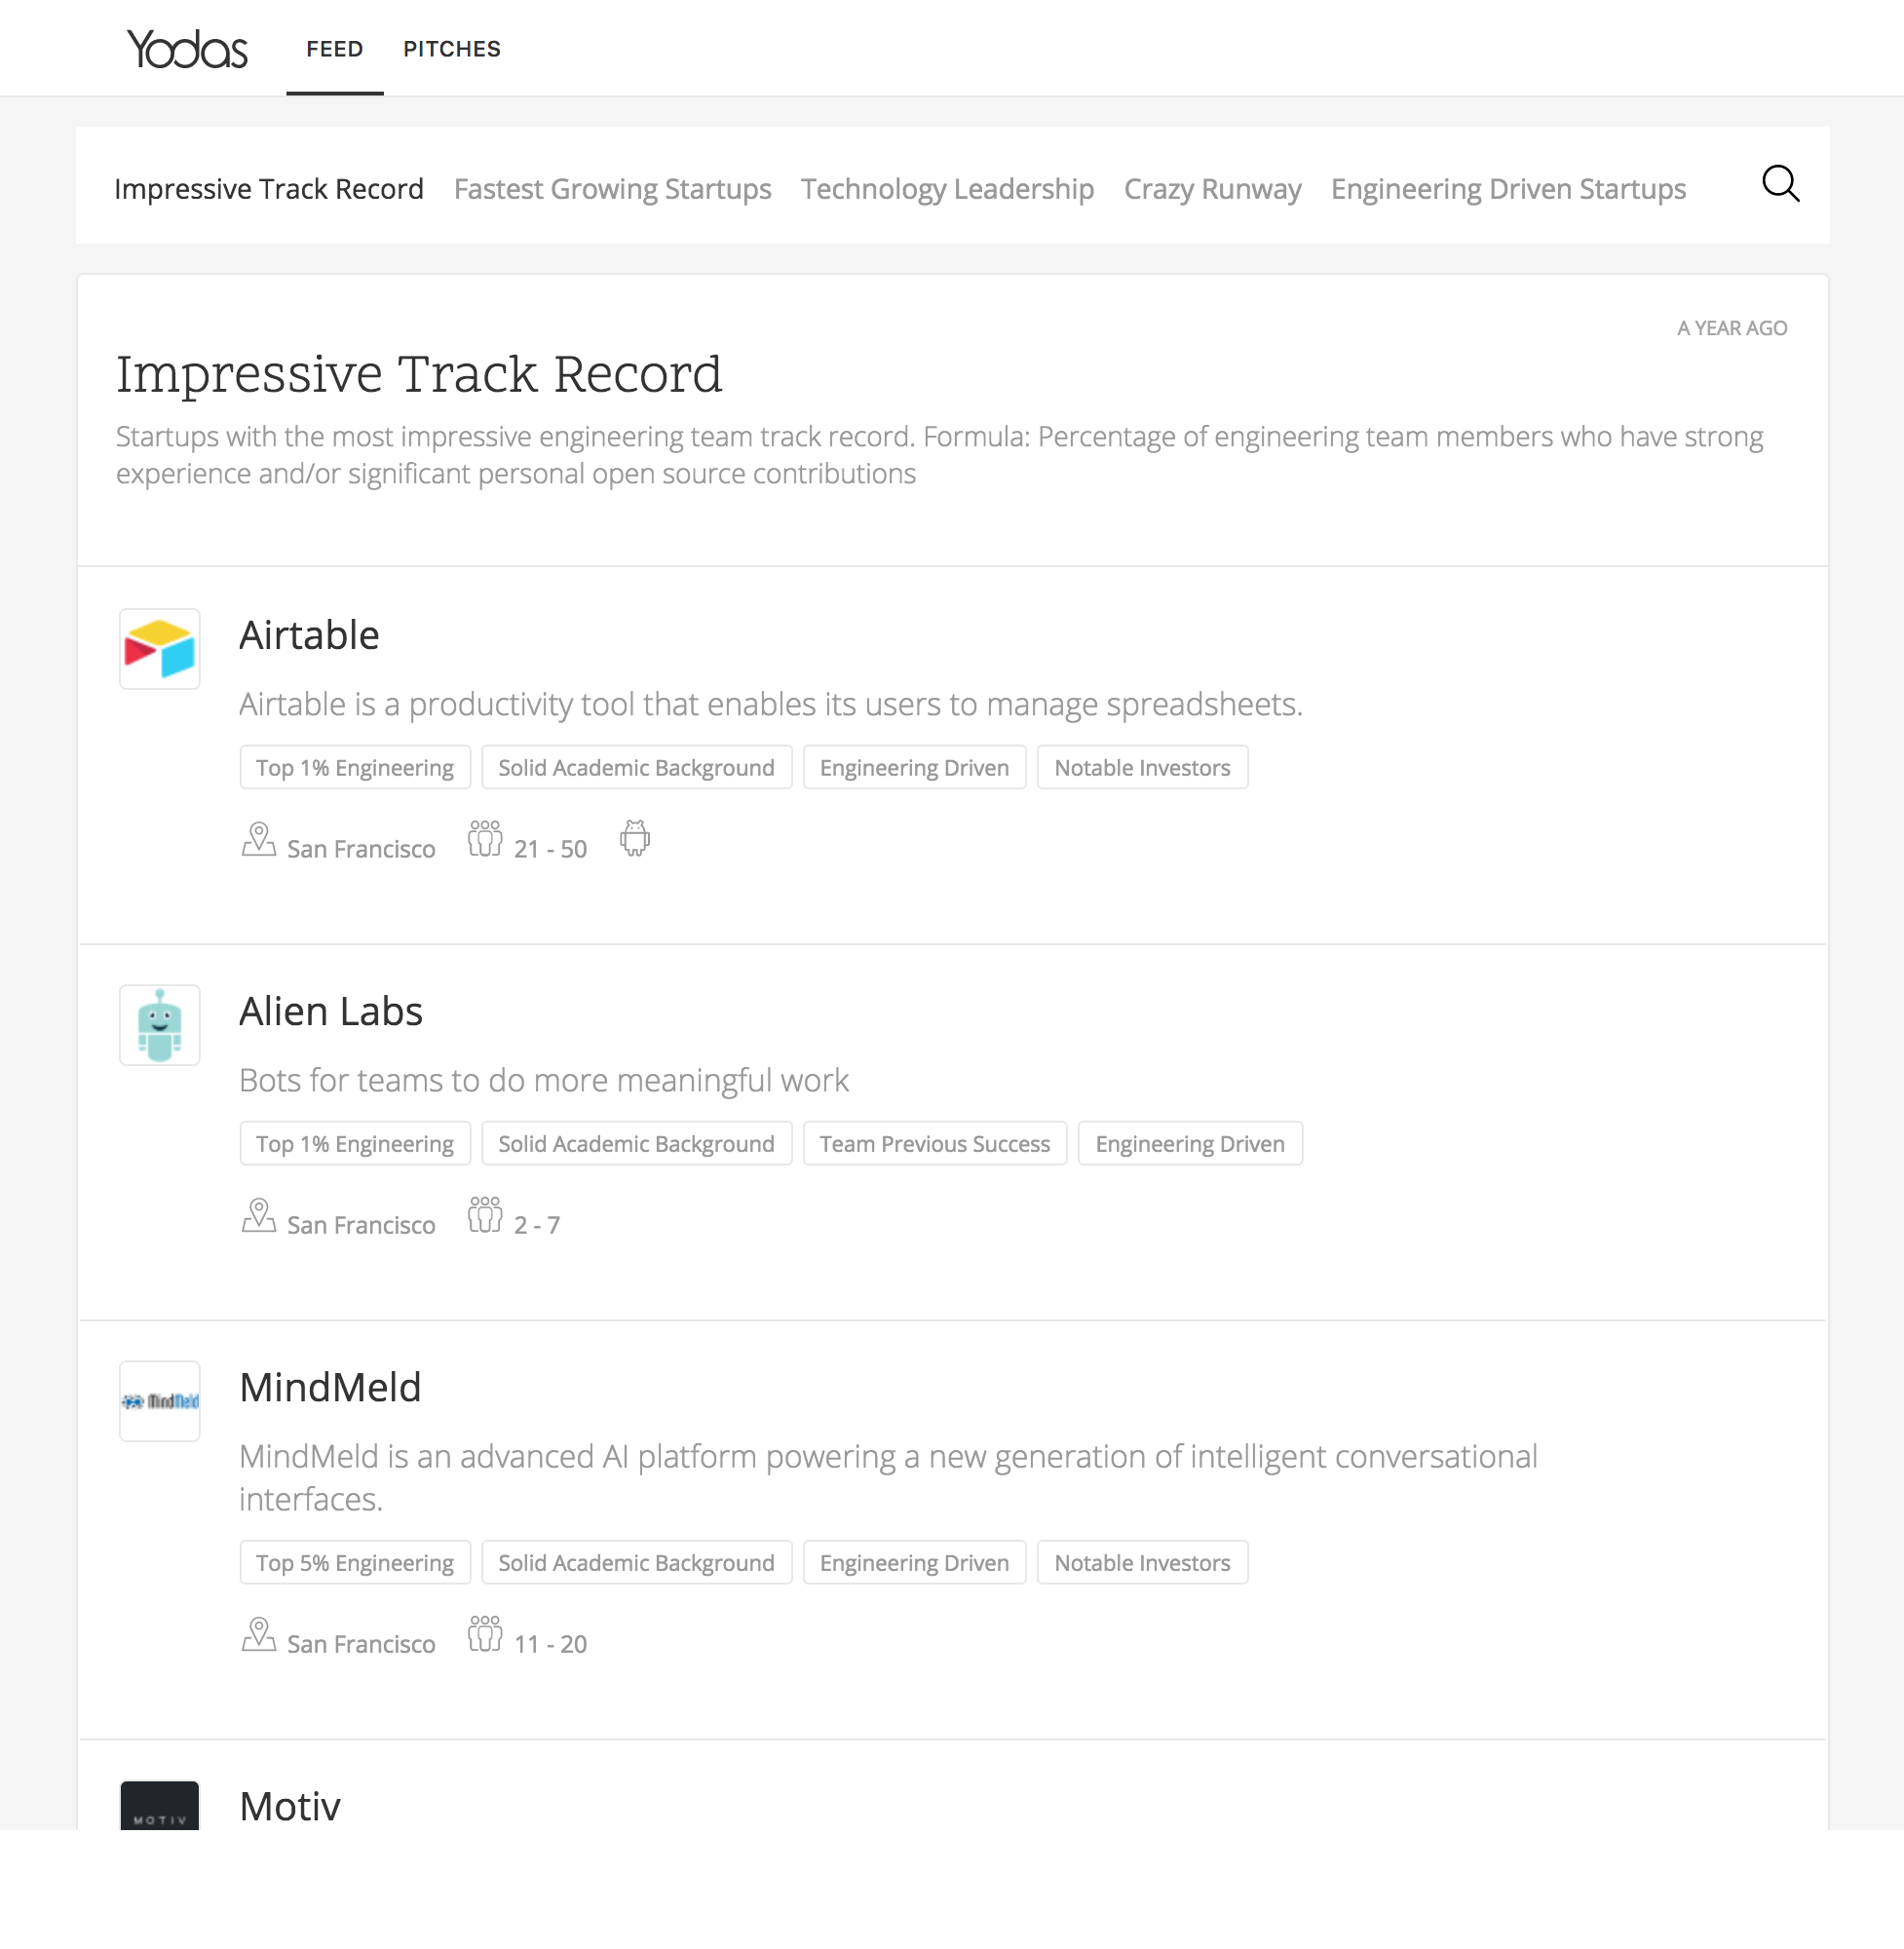 Yodas FEED PITCHES
Impressive Track Record Fastest Growing Startups Technology Leadership Crazy Runway Engineering Driven Startups
A YEAR AGO
Impressive Track Record
Startups with the most impressive engineering team track record. Formula: Percentage of engineering team members who have strong
experience and/or significant personal open source contributions
Airtable
Airtable is a productivity tool that enables its users to manage spreadsheets.
Top 1% Engineering Solid Academic Background Engineering Driven Notable Investors
San Francisco 21 - 50
Alien Labs
Bots for teams to do more meaningful work
Top 1% Engineering Solid Academic Background Team Previous Success Engineering Driven
San Francisco 2 - 7
MindMeld
MindMeld
MindMeld is an advanced AI platform powering a new generation of intelligent conversational
interfaces.
Top 5% Engineering Solid Academic Background Engineering Driven Notable Investors
San Francisco 11 - 20
MOTIV
Motiv